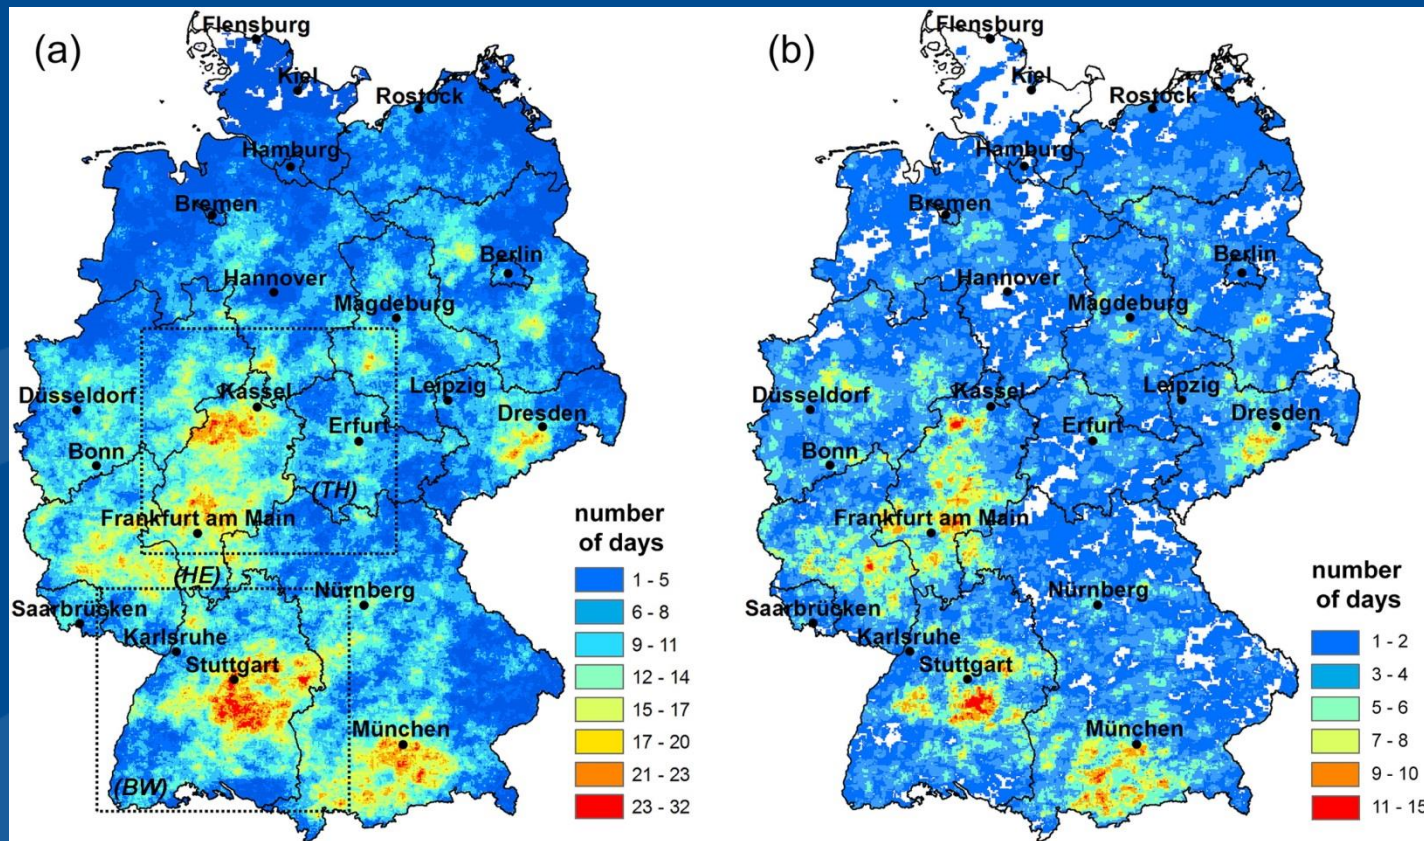 (a)
Flensburg
Kiel
Rostock
Hamburg
Bremen
Berlin
Hannover
Magdeburg
Düsseldorf
Kassel
Leipzig
Dresden
Erfurt
Bonn
(TH)
Frankfurt am Main
(HE)
Saarbrücken
Nürnberg
Karlsruhe
Stuttgart
München
(BW)
number
of days
1 - 5
6 - 8
9 - 11
12 - 14
15 - 17
17 - 20
21 - 23
23 - 32
(b)
Flensburg
Kiel
Rostock
Hamburg
Bremen
Berlin
Hannover
Magdeburg
Düsseldorf
Kassel
Leipzig
Dresden
Erfurt
Bonn
Frankfurt am Main
Saarbrücken
Nürnberg
Karlsruhe
Stuttgart
München
number
of days
1 - 2
3 - 4
5 - 6
7 - 8
9 - 10
11 - 15